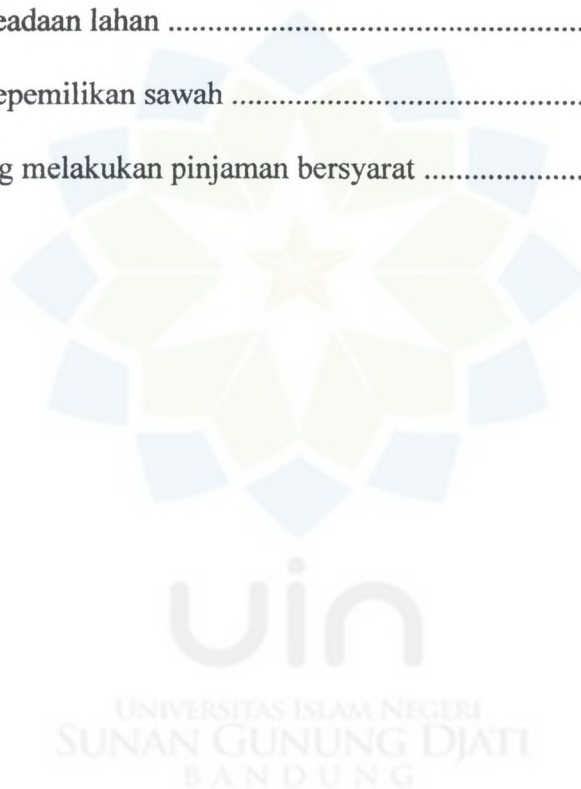 eadaan lahan ........................................................
epemilikan sawah ..............................................
g melakukan pinjaman bersyarat .....................
uin
UNIVERSITAS ISLAM NEGERI
SUNAN GUNUNG DJATI
BANDUNG